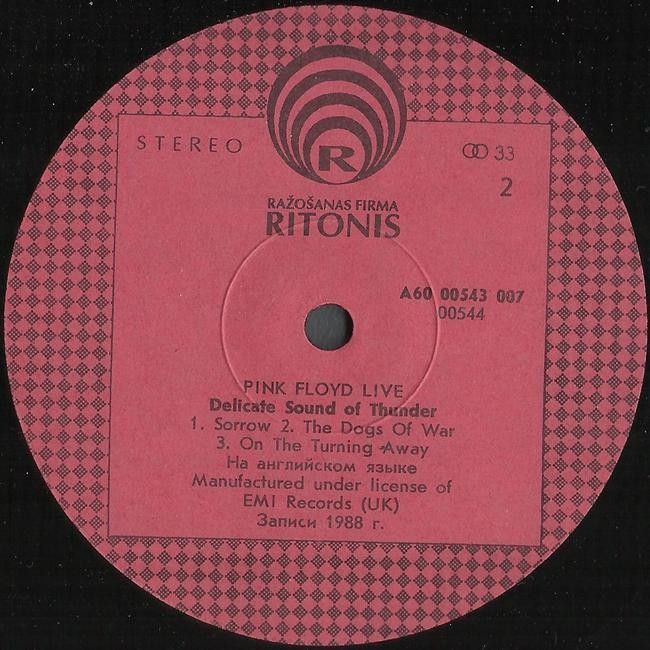 STEREO
R
33
2
RAŽOŠANAS FIRMA
RITONIS
A60 00543 007
00544
PINK FLOYD LIVE
Delicate Sound of Thunder
1. Sorrow 2. The Dogs Of War
3. On The Turning Away
На английском языке
Manufactured under license of
EMI Records (UK)
Записи 1988 г.